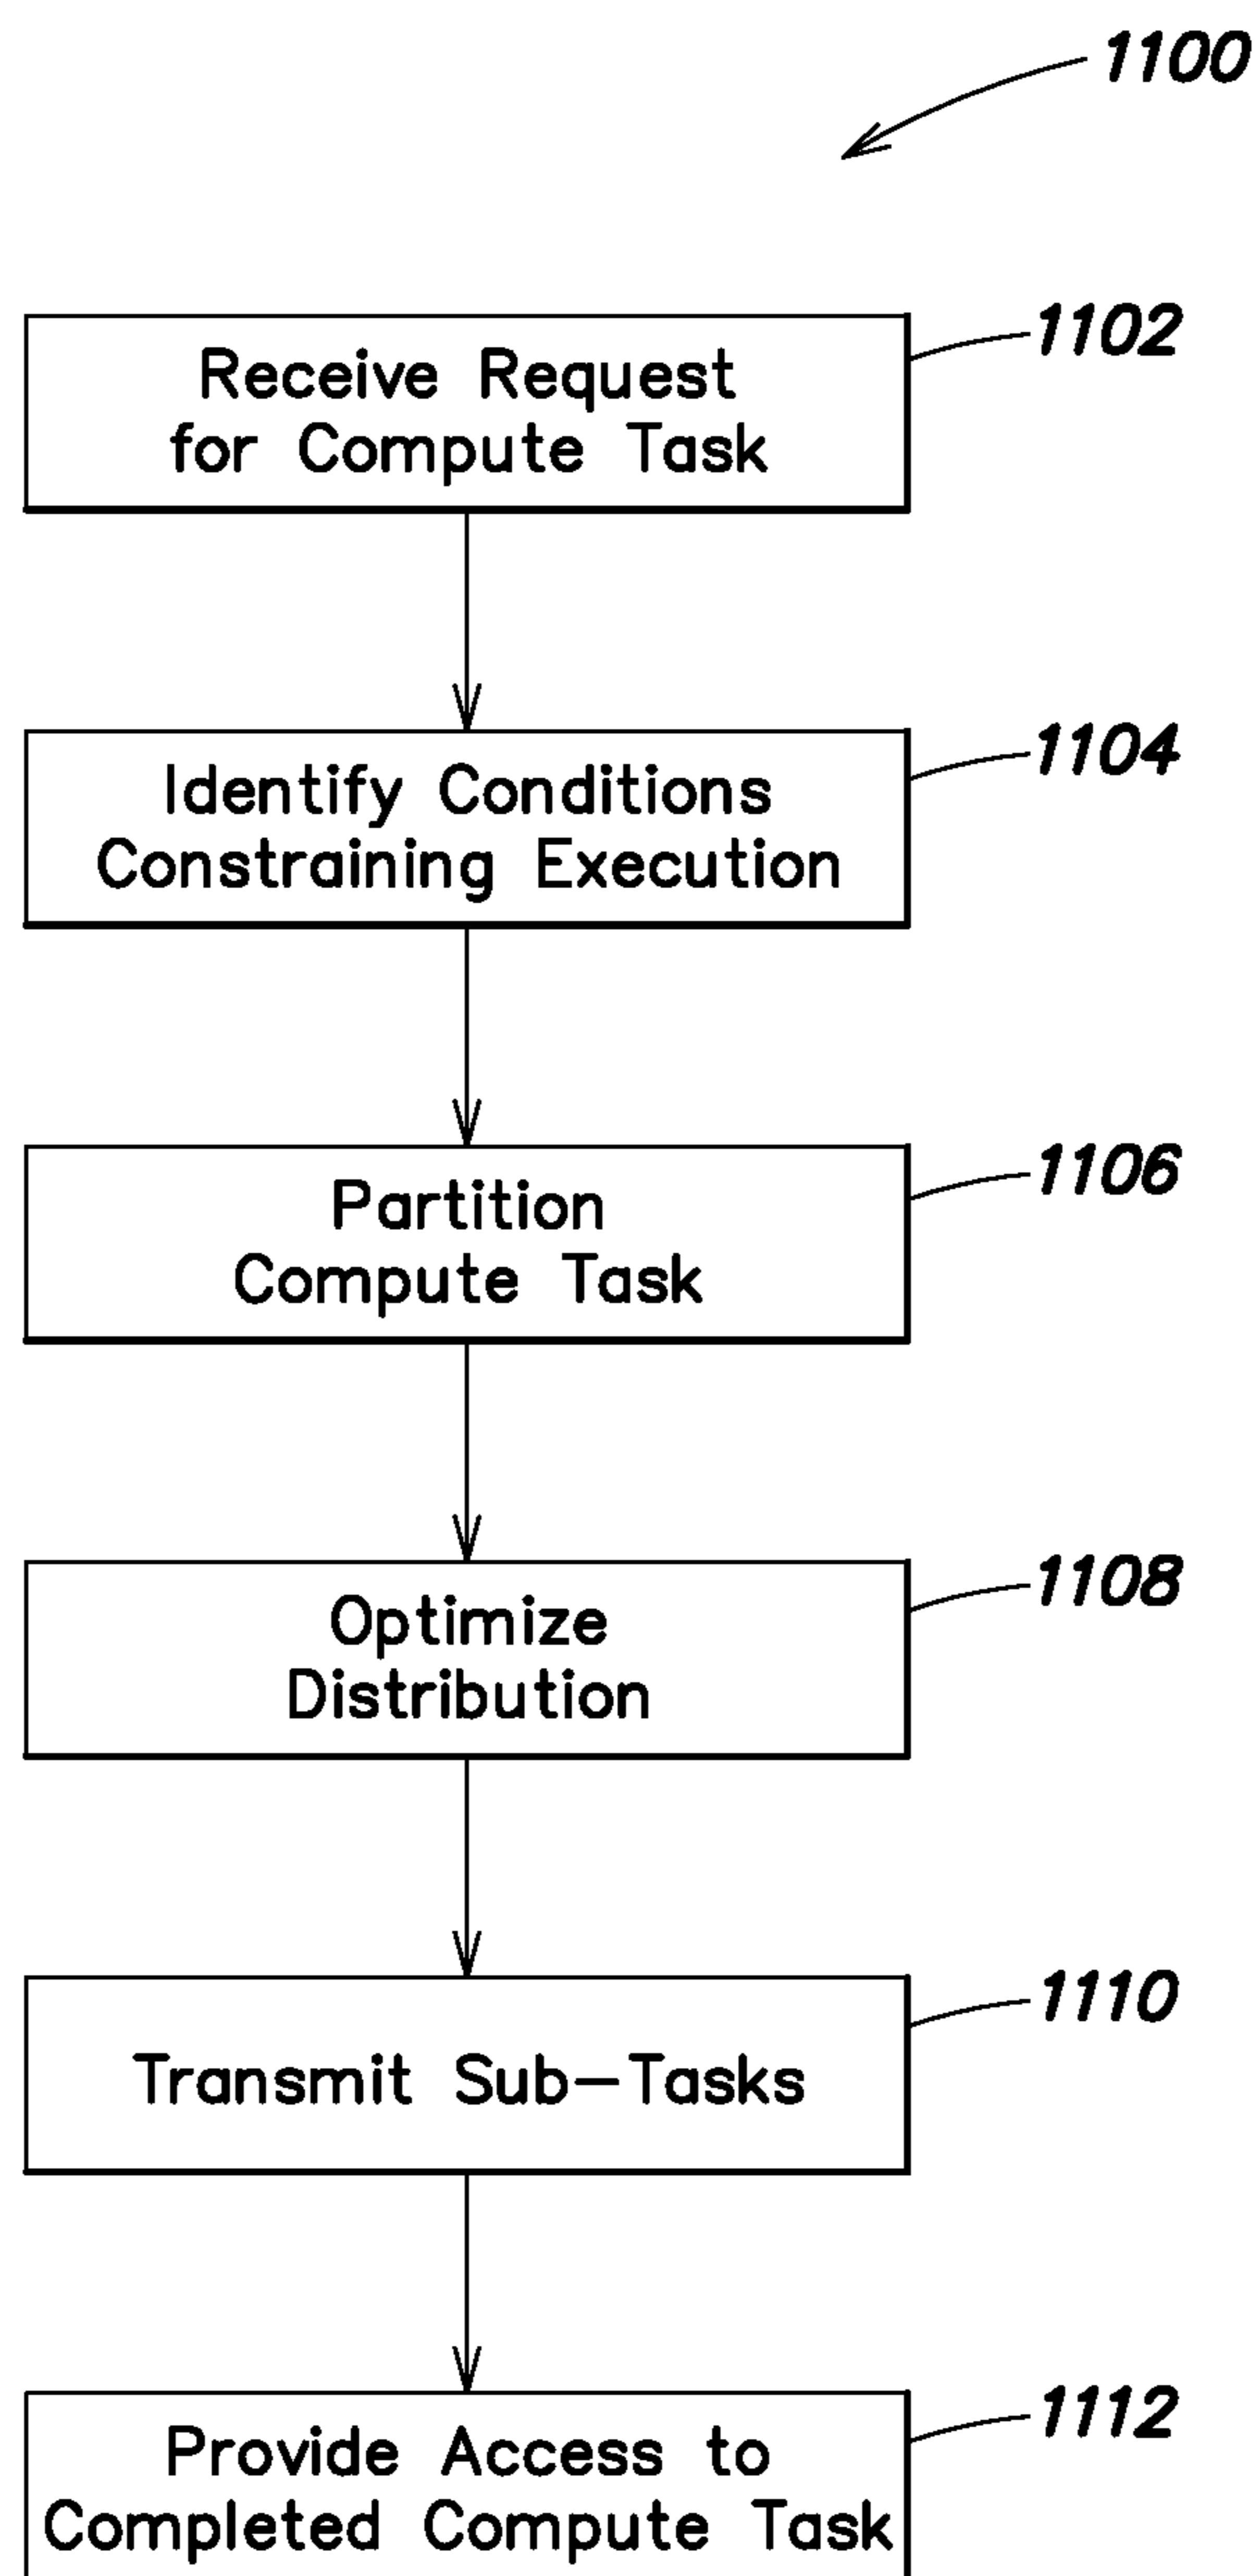 1100
1102
Receive Request
for Compute Task
1104
Identify Conditions
Constraining Execution
1106
Partition
Compute Task
1108
Optimize
Distribution
1110
Transmit Sub-Tasks
1112
Provide Access to
Completed Compute Task